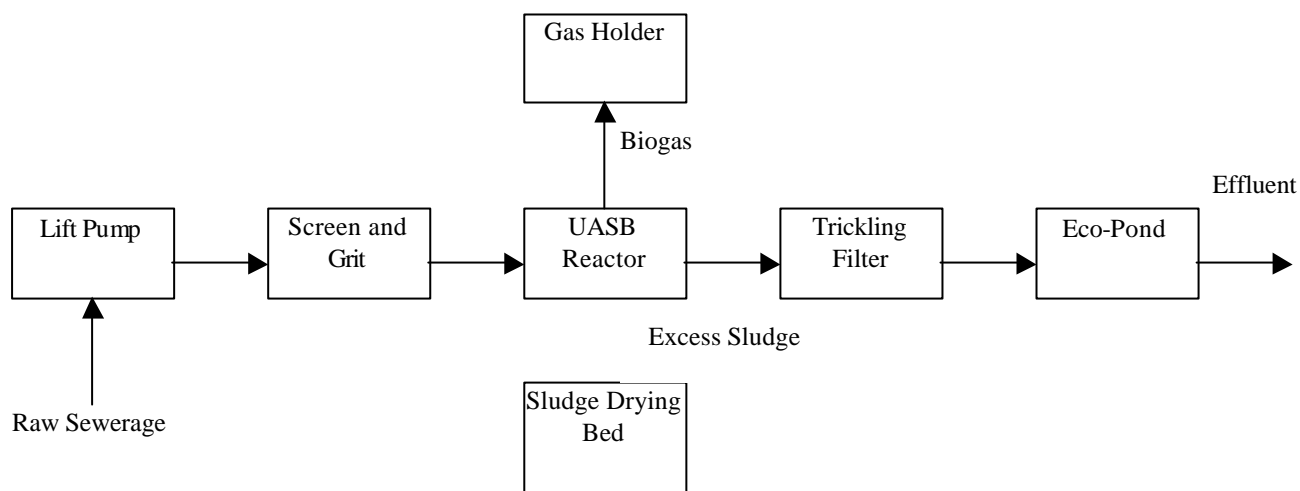 Gas Holder
Biogas
Effluent
Lift Pump
Screen and
Grit
UASB
Reactor
Trickling
Filter
Eco-Pond
Excess Sludge
Raw Sewerage
Sludge Drying
Bed